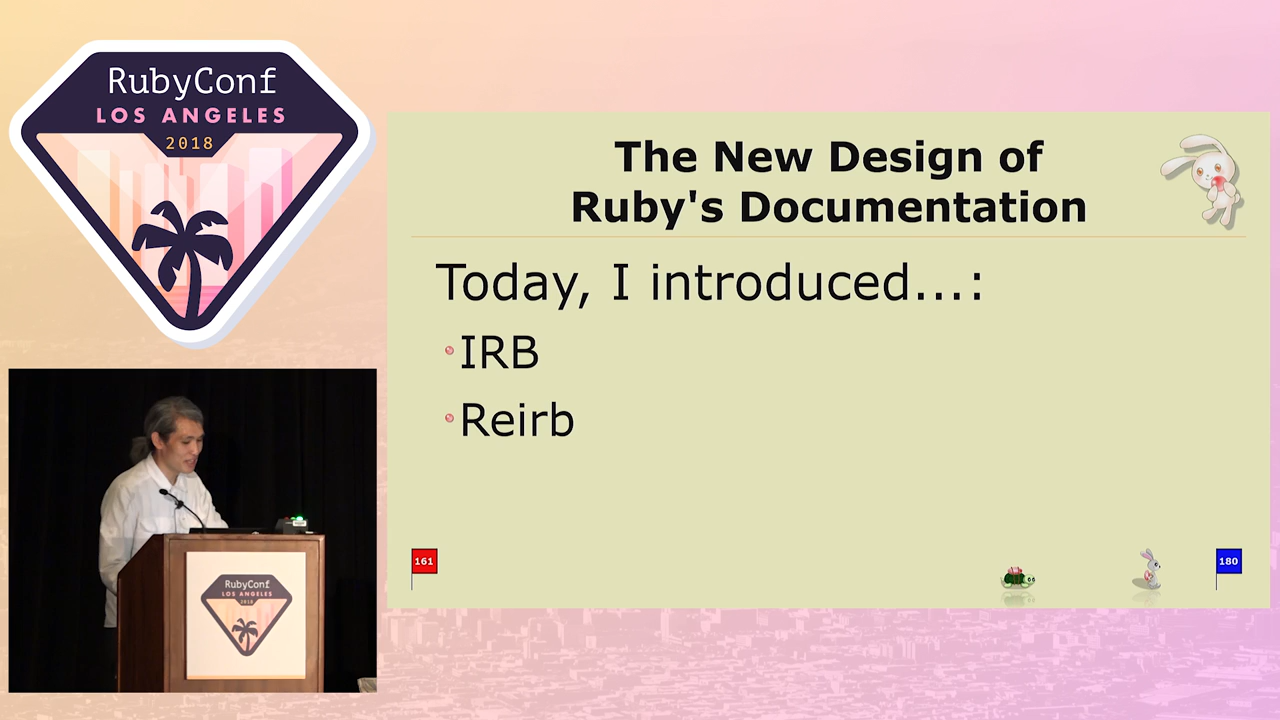 RubyConf
LOS ANGELES
2018
The New Design of
Ruby's Documentation
Today, I introduced...:
IRB
Reirb
161
180
RubyConf
LOS ANGELES
2018